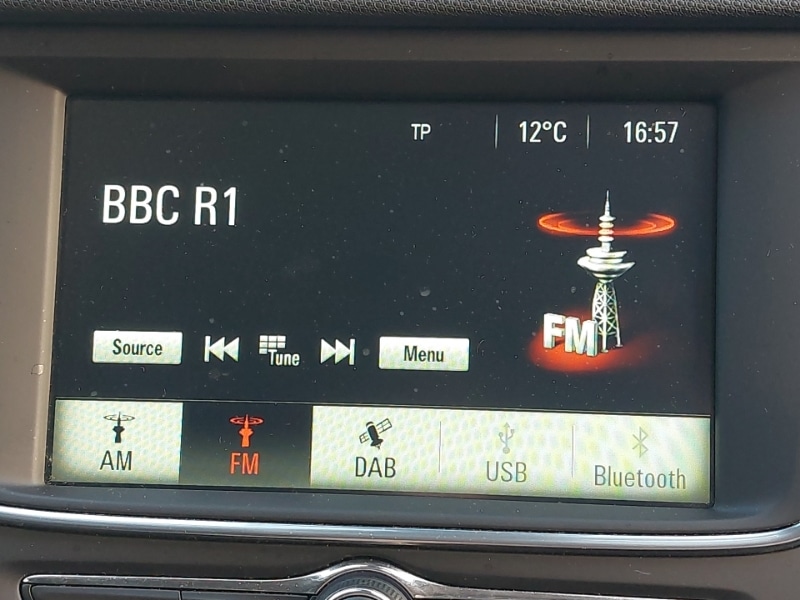 TP 12°C 16:57
BBC R1
FM
Source Tune Menu
AM FM DAB USB Bluetooth